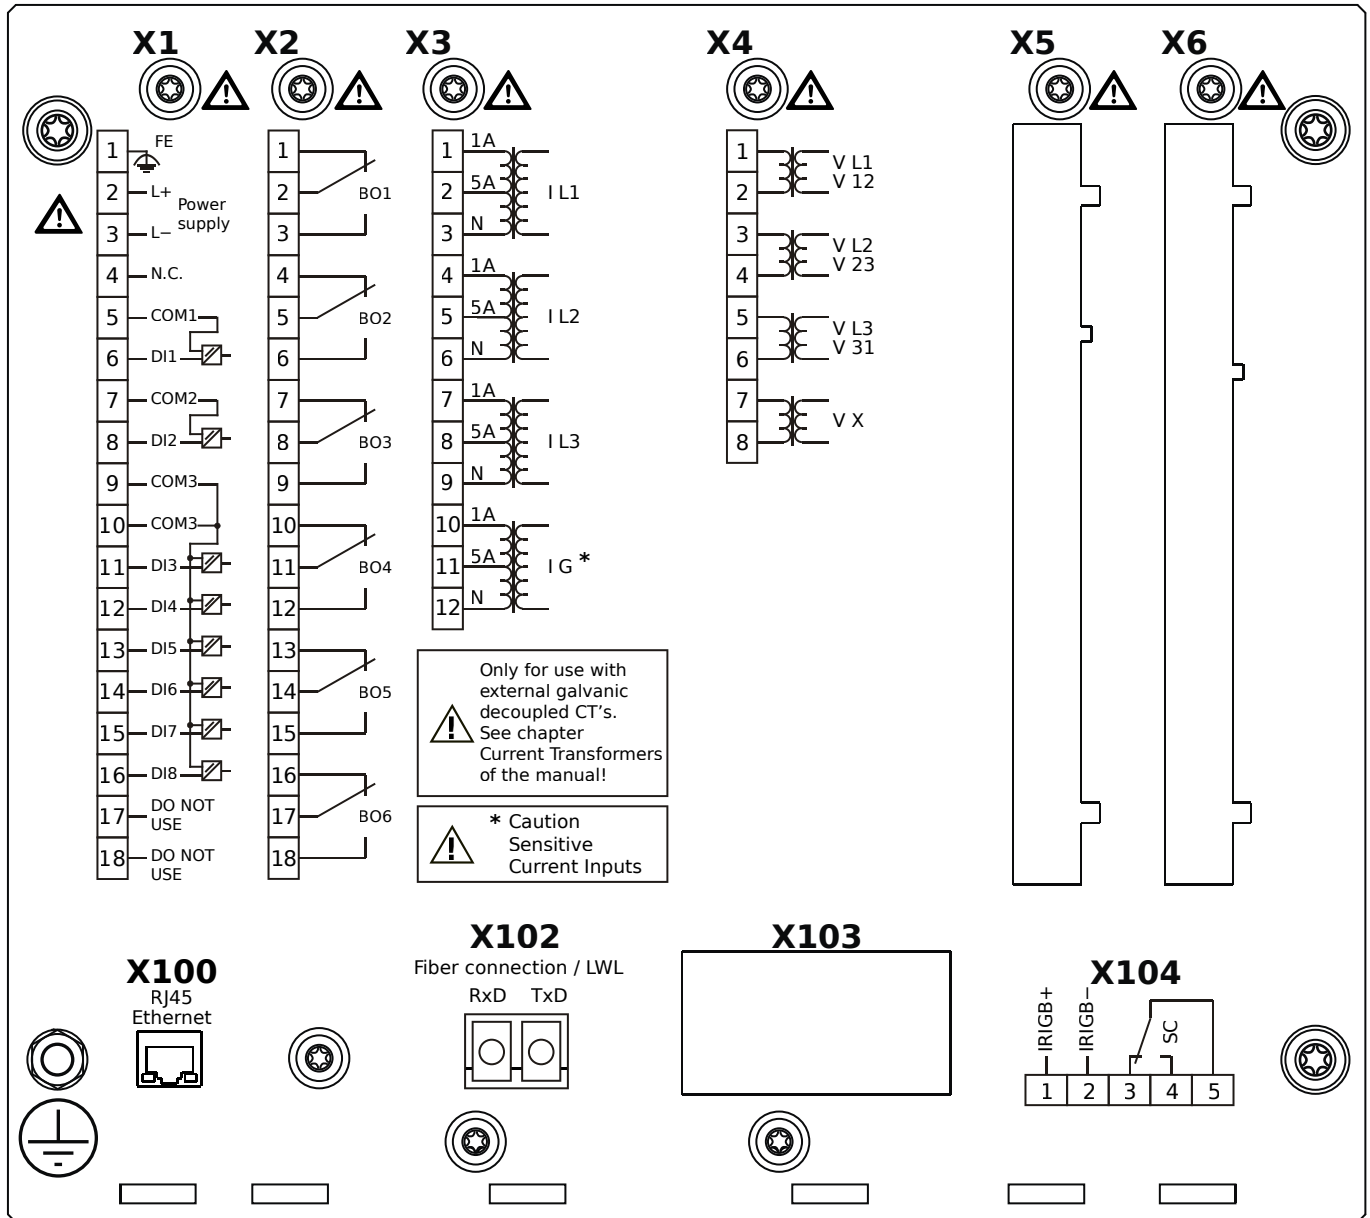 X1 X2 X3 X4 X5 X6
1 FE
2 L+
Power
supply
3 L−
4 N.C.
5 COM1
6 DI1
7 COM2
8 DI2
9 COM3
10 COM3
11 DI3
12 DI4
13 DI5
14 DI6
15 DI7
16 DI8
17 DO NOT
USE
18 DO NOT
USE
1
2 BO1
3
4
5 BO2
6
7
8 BO3
9
10
11 BO4
12
13
14 BO5
15
16
17 BO6
18
1 1A
2 5A I L1
3 N
4 1A
5 5A I L2
6 N
7 1A
8 5A I L3
9 N
10 1A
11 5A I G *
12 N
Only for use with
external galvanic
decoupled CT's.
See chapter
Current Transformers
of the manual!
* Caution
Sensitive
Current Inputs
1 V L1
2 V 12
3 V L2
4 V 23
5 V L3
6 V 31
7
V X
8
X100
RJ45
Ethernet
X102
Fiber connection / LWL
RxD TxD
X103
X104
IRIGB+
IRIGB−
SC
1 2 3 4 5